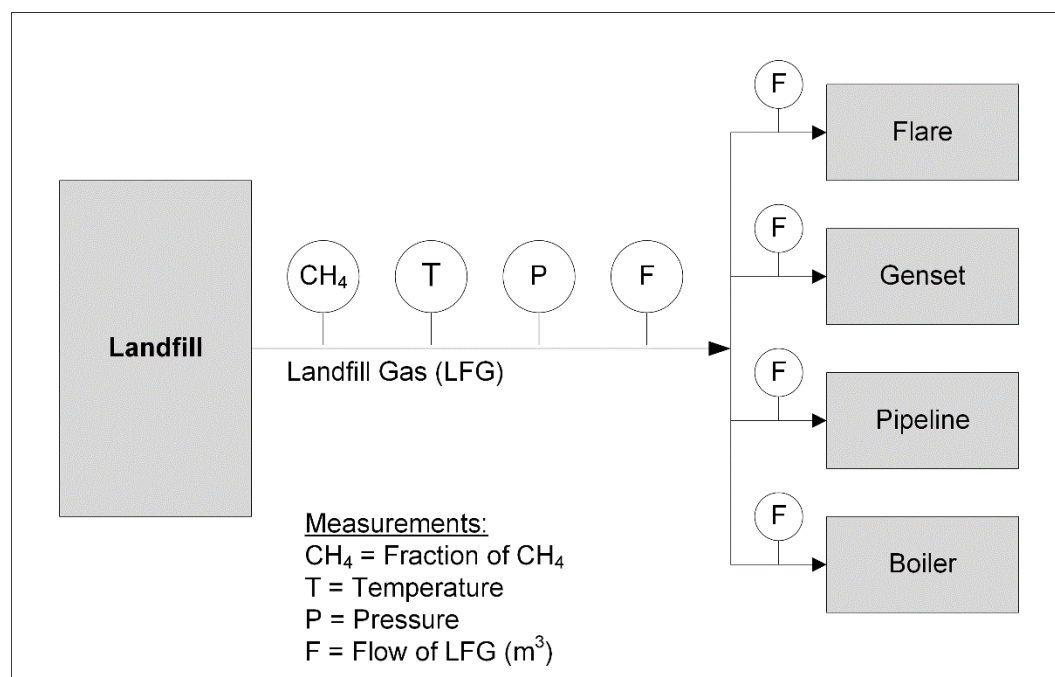 F
Flare
F
Genset
CH₄ T P F
Landfill
Landfill Gas (LFG)
F
Pipeline
F
Boiler
Measurements:
CH₄ = Fraction of CH₄
T = Temperature
P = Pressure
F = Flow of LFG (m³)